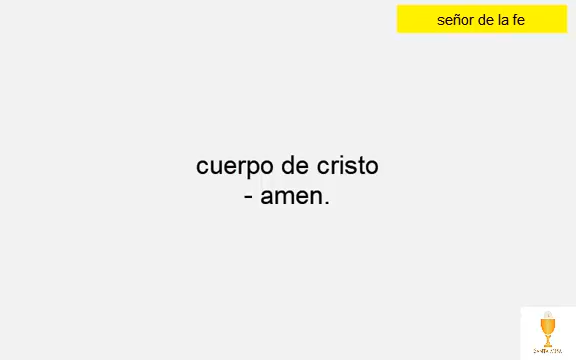 señor de la fe
cuerpo de cristo
- amen.